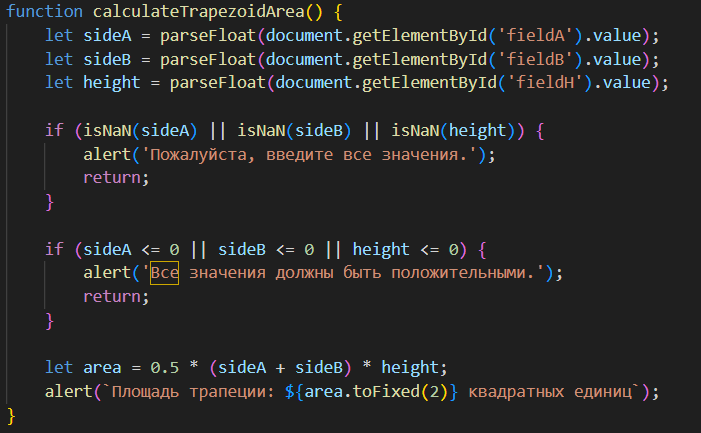 function calculateTrapezoidArea() {
let sideA = parseFloat(document.getElementById('fieldA').value);
let sideB = parseFloat(document.getElementById('fieldB').value);
let height = parseFloat(document.getElementById('fieldH').value);
if (isNaN(sideA) || isNaN(sideB) || isNaN(height)) {
alert('Пожалуйста, введите все значения.');
return;
}
if (sideA <= 0 || sideB <= 0 || height <= 0) {
alert('Все значения должны быть положительными.');
return;
}
let area = 0.5 * (sideA + sideB) * height;
alert(`Площадь трапеции: ${area.toFixed(2)} квадратных единиц`);
}